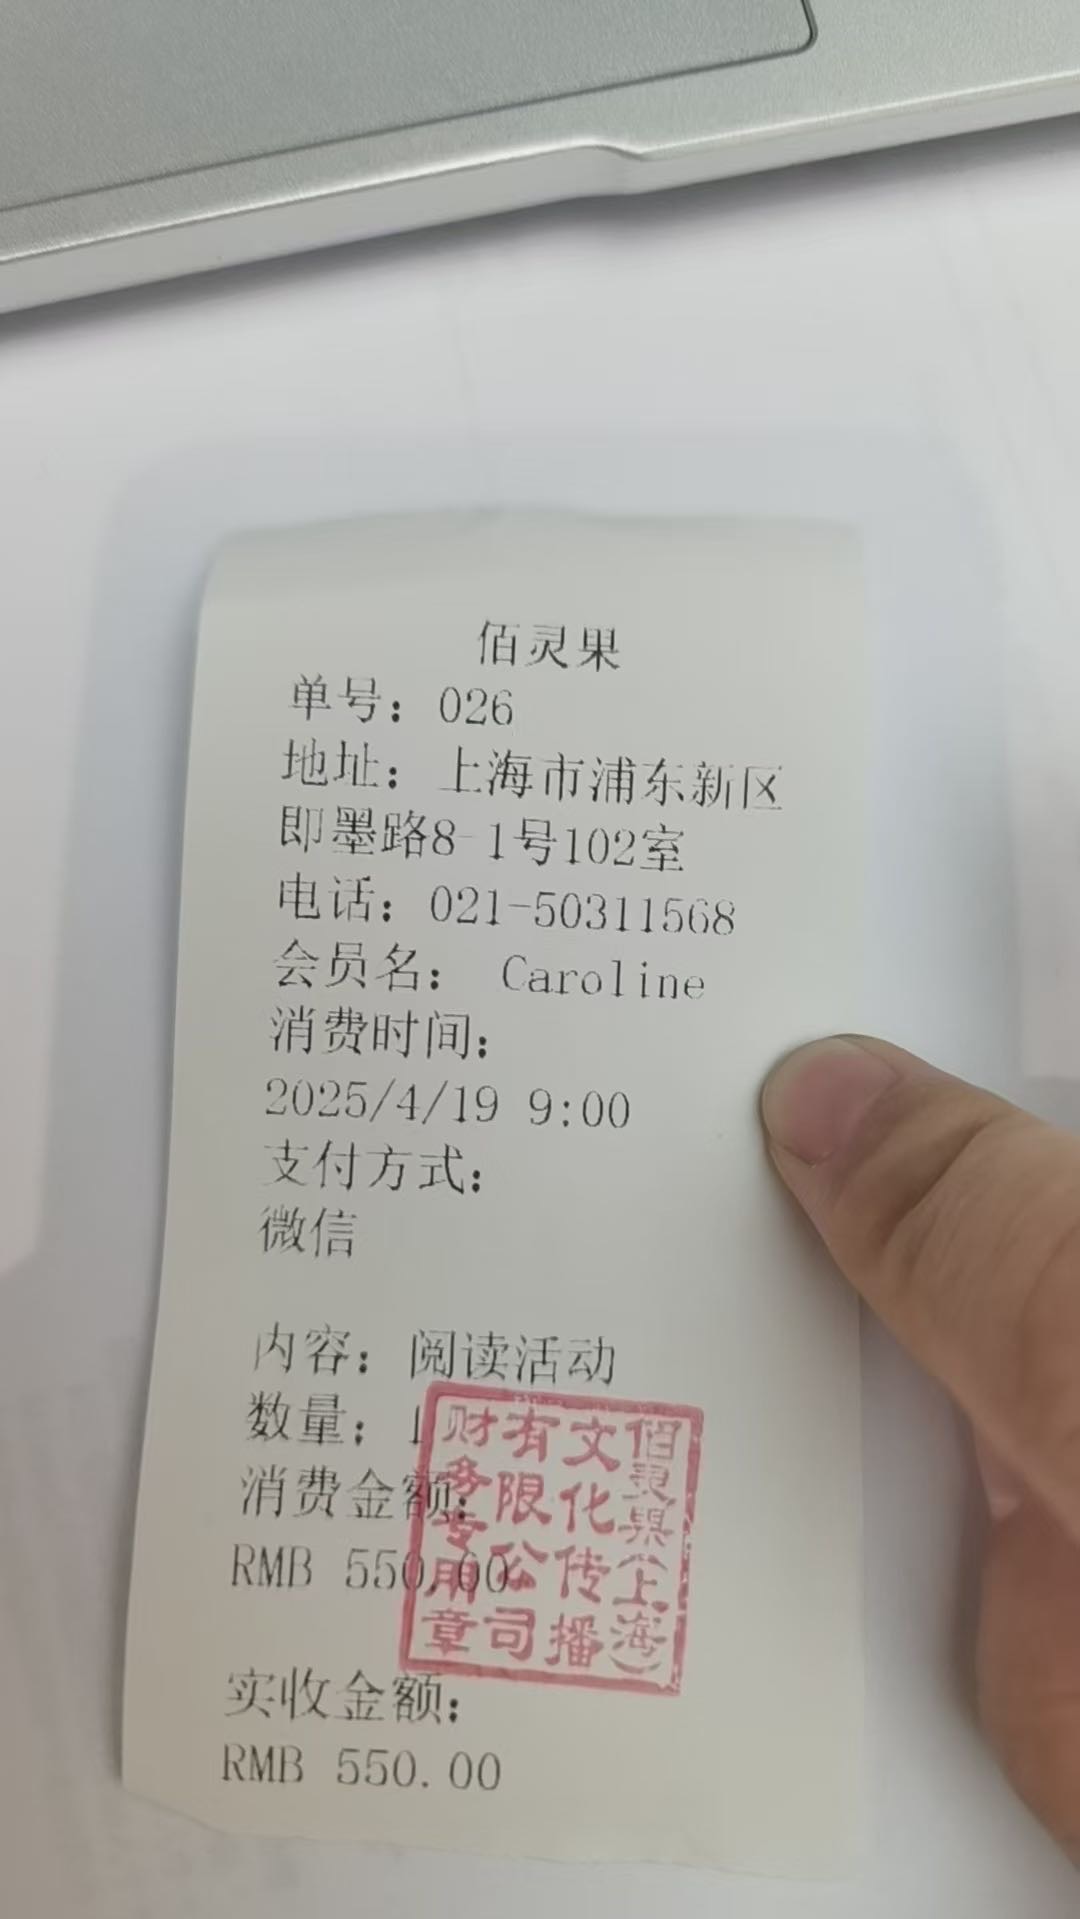 佰灵果
单号：026
地址：上海市浦东新区
即墨路8-1号102室
电话：021-50311568
会员名： Caroline
消费时间：
2025/4/19 9:00
支付方式：
微信
内容：阅读活动
数量：1
消费金额：
RMB 550.00
佰灵果（上海）
文化传播
有限公司
财务专用章
实收金额：
RMB 550.00